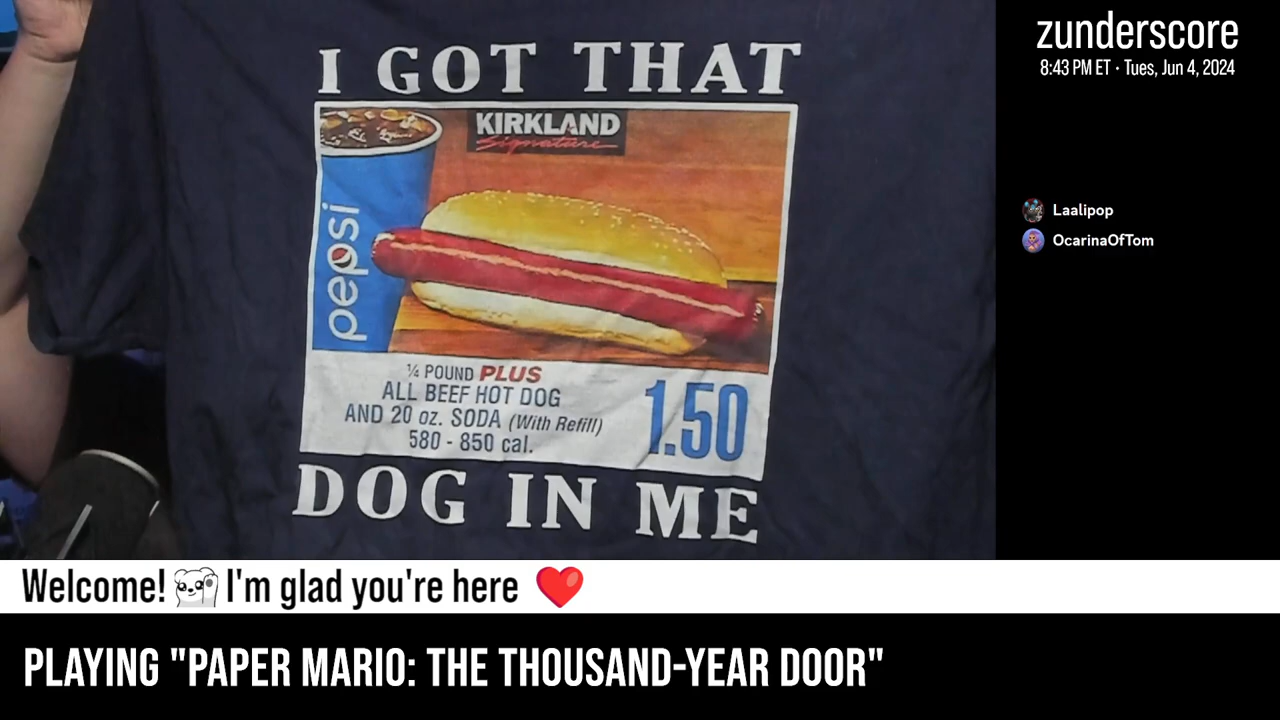 I GOT THAT
KIRKLAND
Signature
pepsi
¼ POUND PLUS
ALL BEEF HOT DOG
AND 20 oz. SODA (With Refill)
580 - 850 cal.
1.50
DOG IN ME
zunderscore
8:43 PM ET · Tues, Jun 4, 2024
Laalipop
OcarinaOfTom
Welcome! I'm glad you're here ❤️
PLAYING "PAPER MARIO: THE THOUSAND-YEAR DOOR"